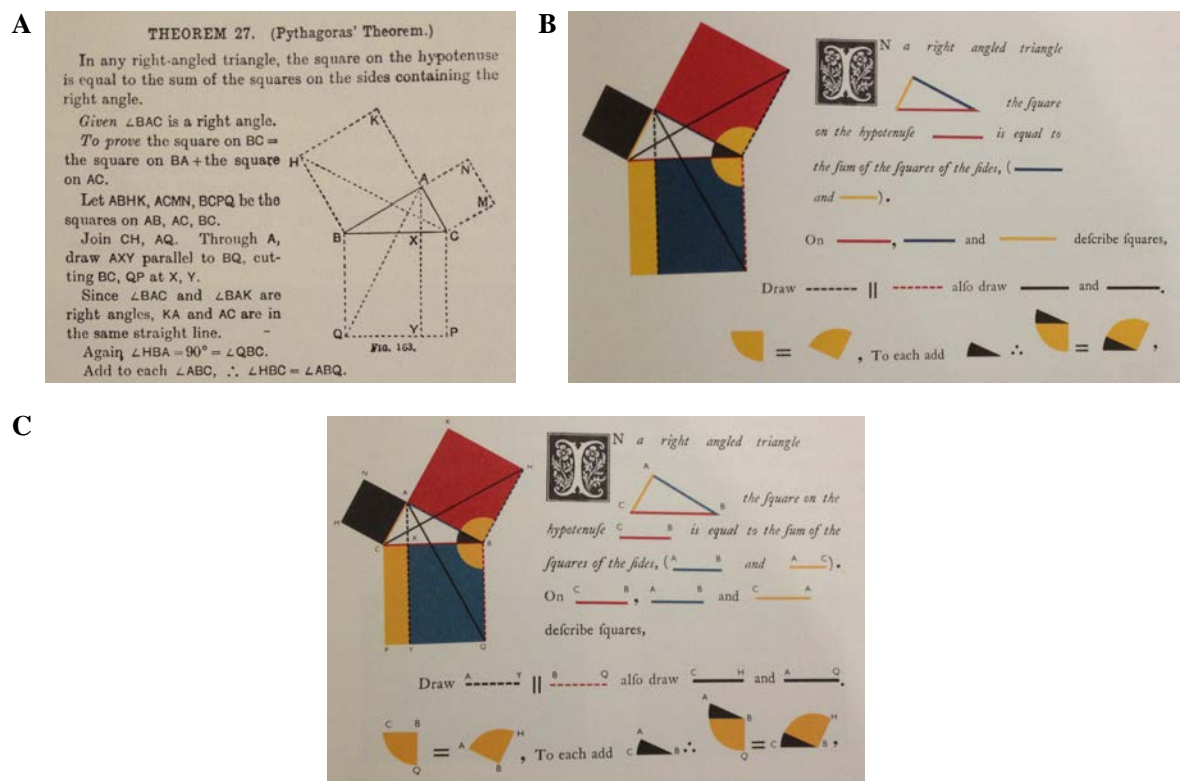 A
THEOREM 27. (Pythagoras' Theorem.)
In any right-angled triangle, the square on the hypotenuse
is equal to the sum of the squares on the sides containing the
right angle.
Given ∠BAC is a right angle.
To prove the square on BC =
the square on BA + the square
on AC.
Let ABHK, ACMN, BCPQ be the
squares on AB, AC, BC.
Join CH, AQ. Through A,
draw AXY parallel to BQ, cut-
ting BC, QP at X, Y.
Since ∠BAC and ∠BAK are
right angles, KA and AC are in
the same straight line.
Again, ∠HBA = 90° = ∠QBC.
Add to each ∠ABC, ∴ ∠HBC = ∠ABQ.
K
H
A
N
M
B
X
C
Q
Y
P
FIG. 163.
B
IN a right angled triangle
the ſquare
on the hypotenuſe is equal to
the ſum of the ſquares of the ſides, (
and ).
On , and deſcribe ſquares,
Draw || alſo draw and .
= , To each add ∴ = ,
C
K
N
A
H
M
C
X
B
P
Y
Q
IN a right angled triangle
A
C B
the ſquare on the
hypotenuſe C B is equal to the ſum of the
ſquares of the ſides, ( A B and A C ).
On C B , A B and C A
deſcribe ſquares,
Draw A Y || B Q alſo draw C H and A Q .
C B Q = A H B , To each add A C B ∴ A B Q = H C B ,